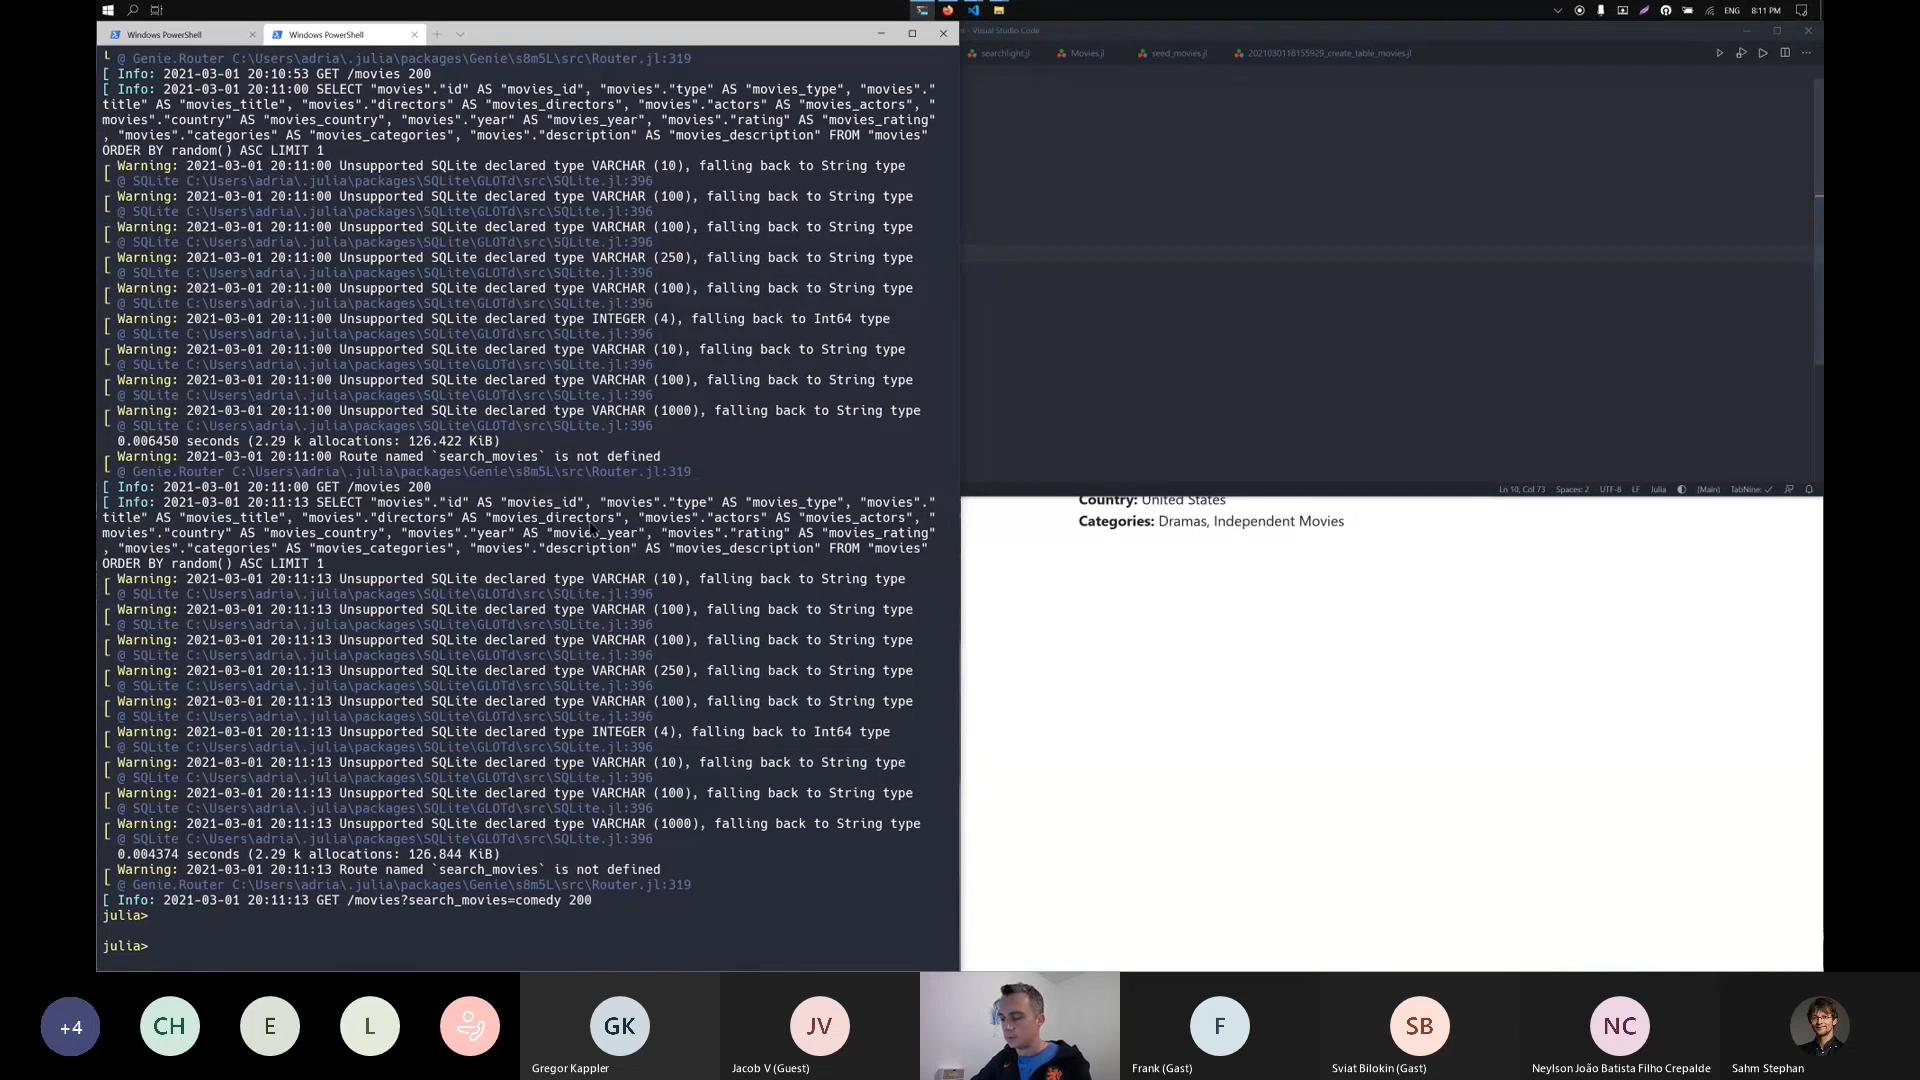 ENG 8:11 PM
Windows PowerShell Windows PowerShell
@ Genie.Router C:\Users\adria\.julia\packages\Genie\s8m5L\src\Router.jl:319
[ Info: 2021-03-01 20:10:53 GET /movies 200
[ Info: 2021-03-01 20:11:00 SELECT "movies"."id" AS "movies_id", "movies"."type" AS "movies_type", "movies"."
title" AS "movies_title", "movies"."directors" AS "movies_directors", "movies"."actors" AS "movies_actors", "
movies"."country" AS "movies_country", "movies"."year" AS "movies_year", "movies"."rating" AS "movies_rating"
, "movies"."categories" AS "movies_categories", "movies"."description" AS "movies_description" FROM "movies"
ORDER BY random() ASC LIMIT 1
Warning: 2021-03-01 20:11:00 Unsupported SQLite declared type VARCHAR (10), falling back to String type
@ SQLite C:\Users\adria\.julia\packages\SQLite\GLOTd\src\SQLite.jl:396
Warning: 2021-03-01 20:11:00 Unsupported SQLite declared type VARCHAR (100), falling back to String type
@ SQLite C:\Users\adria\.julia\packages\SQLite\GLOTd\src\SQLite.jl:396
Warning: 2021-03-01 20:11:00 Unsupported SQLite declared type VARCHAR (100), falling back to String type
@ SQLite C:\Users\adria\.julia\packages\SQLite\GLOTd\src\SQLite.jl:396
Warning: 2021-03-01 20:11:00 Unsupported SQLite declared type VARCHAR (250), falling back to String type
@ SQLite C:\Users\adria\.julia\packages\SQLite\GLOTd\src\SQLite.jl:396
Warning: 2021-03-01 20:11:00 Unsupported SQLite declared type VARCHAR (100), falling back to String type
@ SQLite C:\Users\adria\.julia\packages\SQLite\GLOTd\src\SQLite.jl:396
Warning: 2021-03-01 20:11:00 Unsupported SQLite declared type INTEGER (4), falling back to Int64 type
@ SQLite C:\Users\adria\.julia\packages\SQLite\GLOTd\src\SQLite.jl:396
Warning: 2021-03-01 20:11:00 Unsupported SQLite declared type VARCHAR (10), falling back to String type
@ SQLite C:\Users\adria\.julia\packages\SQLite\GLOTd\src\SQLite.jl:396
Warning: 2021-03-01 20:11:00 Unsupported SQLite declared type VARCHAR (100), falling back to String type
@ SQLite C:\Users\adria\.julia\packages\SQLite\GLOTd\src\SQLite.jl:396
Warning: 2021-03-01 20:11:00 Unsupported SQLite declared type VARCHAR (1000), falling back to String type
@ SQLite C:\Users\adria\.julia\packages\SQLite\GLOTd\src\SQLite.jl:396
0.006450 seconds (2.29 k allocations: 126.422 KiB)
Warning: 2021-03-01 20:11:00 Route named `search_movies` is not defined
@ Genie.Router C:\Users\adria\.julia\packages\Genie\s8m5L\src\Router.jl:319
[ Info: 2021-03-01 20:11:00 GET /movies 200
[ Info: 2021-03-01 20:11:13 SELECT "movies"."id" AS "movies_id", "movies"."type" AS "movies_type", "movies"."
title" AS "movies_title", "movies"."directors" AS "movies_directors", "movies"."actors" AS "movies_actors", "
movies"."country" AS "movies_country", "movies"."year" AS "movies_year", "movies"."rating" AS "movies_rating"
, "movies"."categories" AS "movies_categories", "movies"."description" AS "movies_description" FROM "movies"
ORDER BY random() ASC LIMIT 1
Warning: 2021-03-01 20:11:13 Unsupported SQLite declared type VARCHAR (10), falling back to String type
@ SQLite C:\Users\adria\.julia\packages\SQLite\GLOTd\src\SQLite.jl:396
Warning: 2021-03-01 20:11:13 Unsupported SQLite declared type VARCHAR (100), falling back to String type
@ SQLite C:\Users\adria\.julia\packages\SQLite\GLOTd\src\SQLite.jl:396
Warning: 2021-03-01 20:11:13 Unsupported SQLite declared type VARCHAR (100), falling back to String type
@ SQLite C:\Users\adria\.julia\packages\SQLite\GLOTd\src\SQLite.jl:396
Warning: 2021-03-01 20:11:13 Unsupported SQLite declared type VARCHAR (250), falling back to String type
@ SQLite C:\Users\adria\.julia\packages\SQLite\GLOTd\src\SQLite.jl:396
Warning: 2021-03-01 20:11:13 Unsupported SQLite declared type VARCHAR (100), falling back to String type
@ SQLite C:\Users\adria\.julia\packages\SQLite\GLOTd\src\SQLite.jl:396
Warning: 2021-03-01 20:11:13 Unsupported SQLite declared type INTEGER (4), falling back to Int64 type
@ SQLite C:\Users\adria\.julia\packages\SQLite\GLOTd\src\SQLite.jl:396
Warning: 2021-03-01 20:11:13 Unsupported SQLite declared type VARCHAR (10), falling back to String type
@ SQLite C:\Users\adria\.julia\packages\SQLite\GLOTd\src\SQLite.jl:396
Warning: 2021-03-01 20:11:13 Unsupported SQLite declared type VARCHAR (100), falling back to String type
@ SQLite C:\Users\adria\.julia\packages\SQLite\GLOTd\src\SQLite.jl:396
Warning: 2021-03-01 20:11:13 Unsupported SQLite declared type VARCHAR (1000), falling back to String type
@ SQLite C:\Users\adria\.julia\packages\SQLite\GLOTd\src\SQLite.jl:396
0.004374 seconds (2.29 k allocations: 126.844 KiB)
Warning: 2021-03-01 20:11:13 Route named `search_movies` is not defined
@ Genie.Router C:\Users\adria\.julia\packages\Genie\s8m5L\src\Router.jl:319
[ Info: 2021-03-01 20:11:13 GET /movies?search_movies=comedy 200
julia>
julia>
- Visual Studio Code
searchlight.jl Movies.jl seed_movies.jl 2021030118155929_create_table_movies.jl
Ln 10, Col 73 Spaces: 2 UTF-8 LF Julia (Main) TabNine:
Country: United States
Categories: Dramas, Independent Movies
+4 CH E L GK JV F SB NC
Gregor Kappler Jacob V (Guest) Frank (Gast) Sviat Bilokin (Gast) Neylson João Batista Filho Crepalde Sahm Stephan